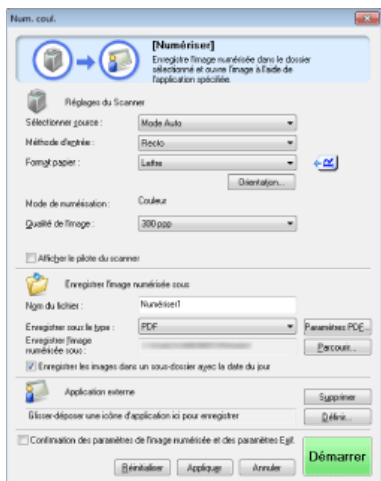 Num. coul.
[Numériser]
Enregistre l'image numérisée dans le dossier
sélectionné et ouvre l'image à l'aide de
l'application spécifiée.
Réglages du Scanner
Sélectionner source : Mode Auto
Méthode d'entrée : Recto
Format papier : Lettre
Orientation...
Mode de numérisation : Couleur
Qualité de l'image : 300 ppp
Afficher le pilote du scanner
Enregistrer l'image numérisée sous
Nom du fichier : Numériser1
Enregistrer sous le type : PDF Paramètres PDF...
Enregistrer l'image
numérisée sous : Parcourir...
Enregistrer les images dans un sous-dossier avec la date du jour
Application externe Supprimer
Glisser-déposer une icône d'application ici pour enregistrer Définir...
Confirmation des paramètres de l'image numérisée et des paramètres Exif.
Démarrer
Réinitialiser Appliquer Annuler